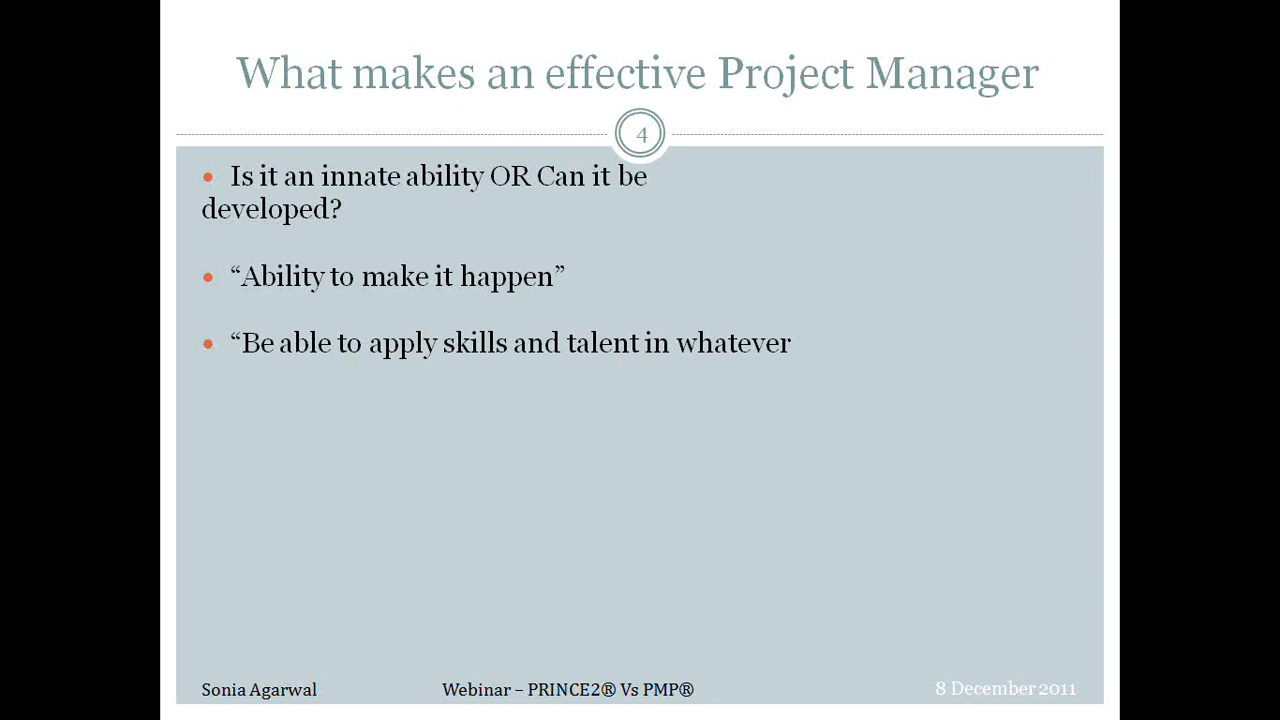 What makes an effective Project Manager
4
• Is it an innate ability OR Can it be
developed?
• “Ability to make it happen”
• “Be able to apply skills and talent in whatever
Sonia Agarwal
Webinar – PRINCE2® Vs PMP®
8 December 2011